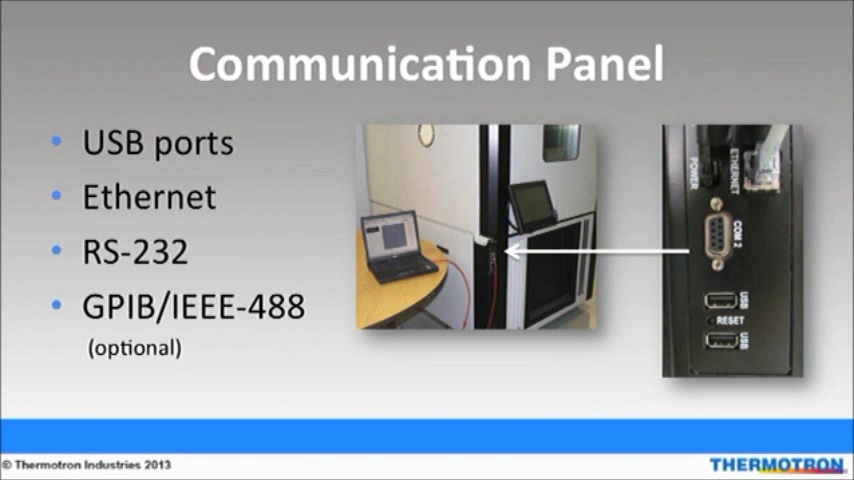 Communication Panel
• USB ports
• Ethernet
• RS-232
• GPIB/IEEE-488
(optional)
POWER
ETHERNET
COM 2
USB
RESET
USB
© Thermotron Industries 2013
THERMOTRON